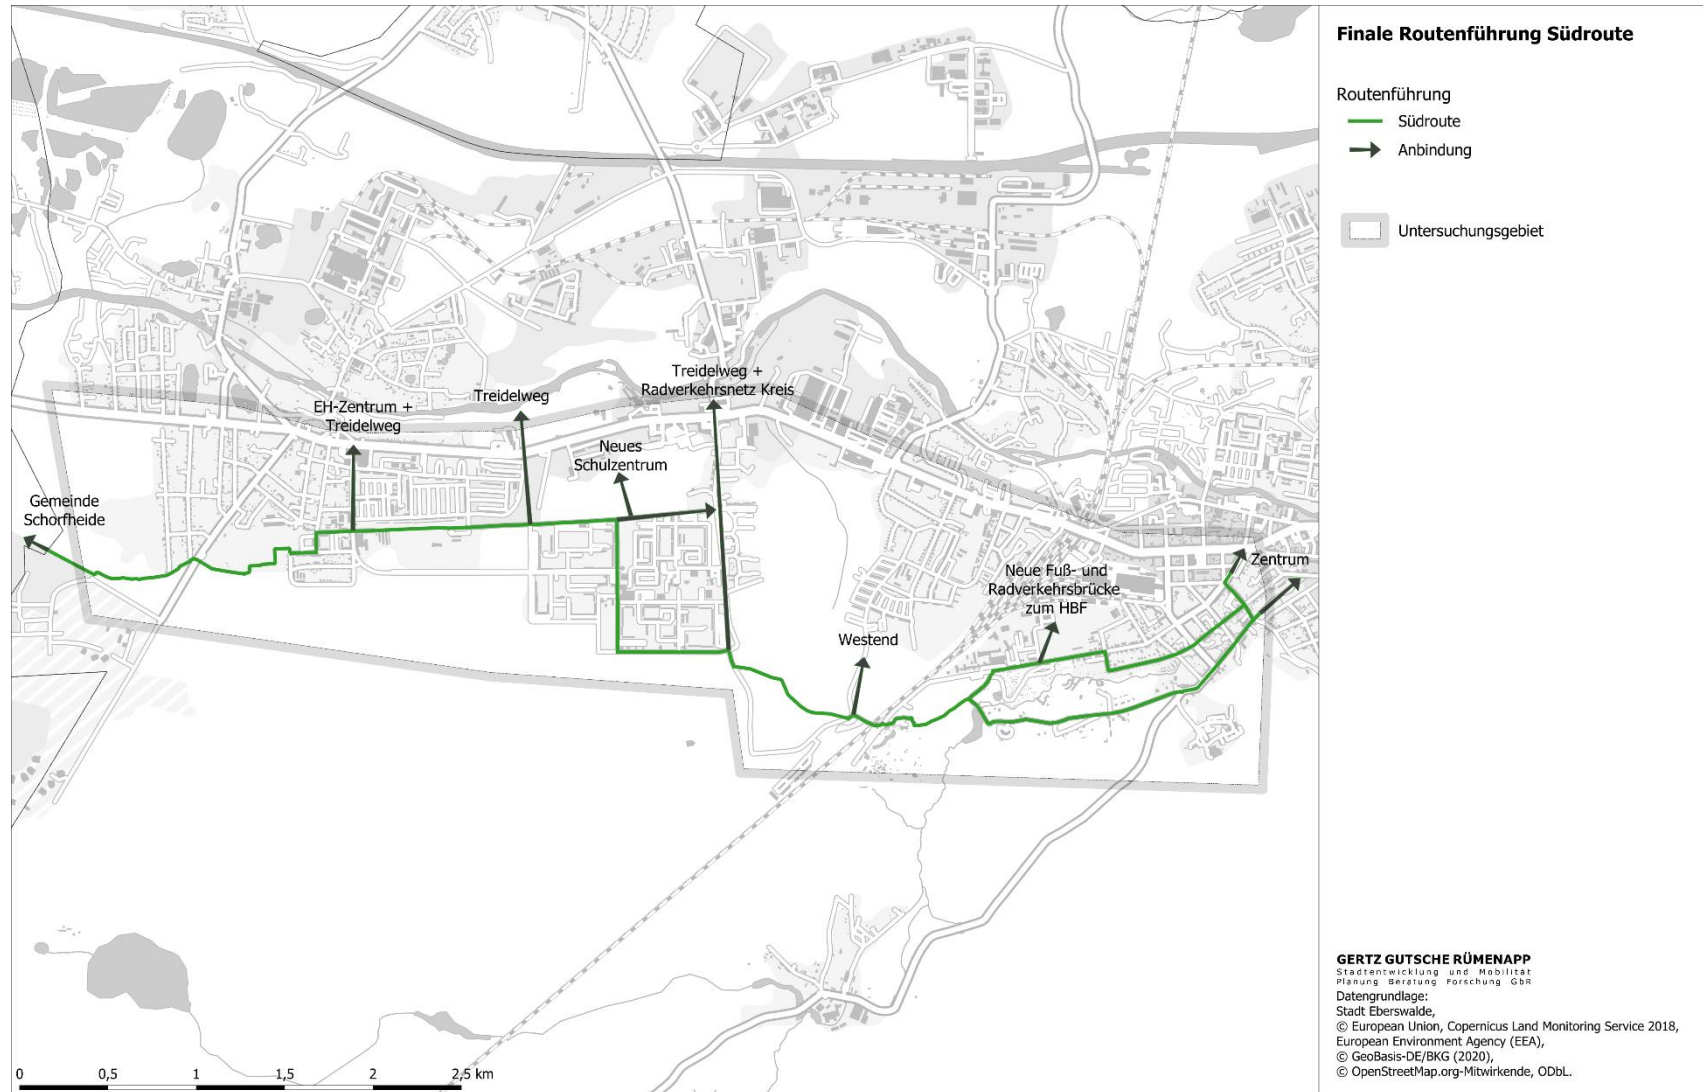 Finale Routenführung Südroute
Routenführung
Südroute
Anbindung
Untersuchungsgebiet
Treidelweg +
Radverkehrsnetz Kreis
Treidelweg
EH-Zentrum +
Treidelweg
Neues
Schulzentrum
Gemeinde
Schorfheide
Zentrum
Neue Fuß- und
Radverkehrsbrücke
zum HBF
Westend
0 0,5 1 1,5 2 2,5 km
GERTZ GUTSCHE RÜMENAPP
Stadtentwicklung und Mobilität
Planung Beratung Forschung GbR
Datengrundlage:
Stadt Eberswalde,
© European Union, Copernicus Land Monitoring Service 2018,
European Environment Agency (EEA),
© GeoBasis-DE/BKG (2020),
© OpenStreetMap.org-Mitwirkende, ODbL.